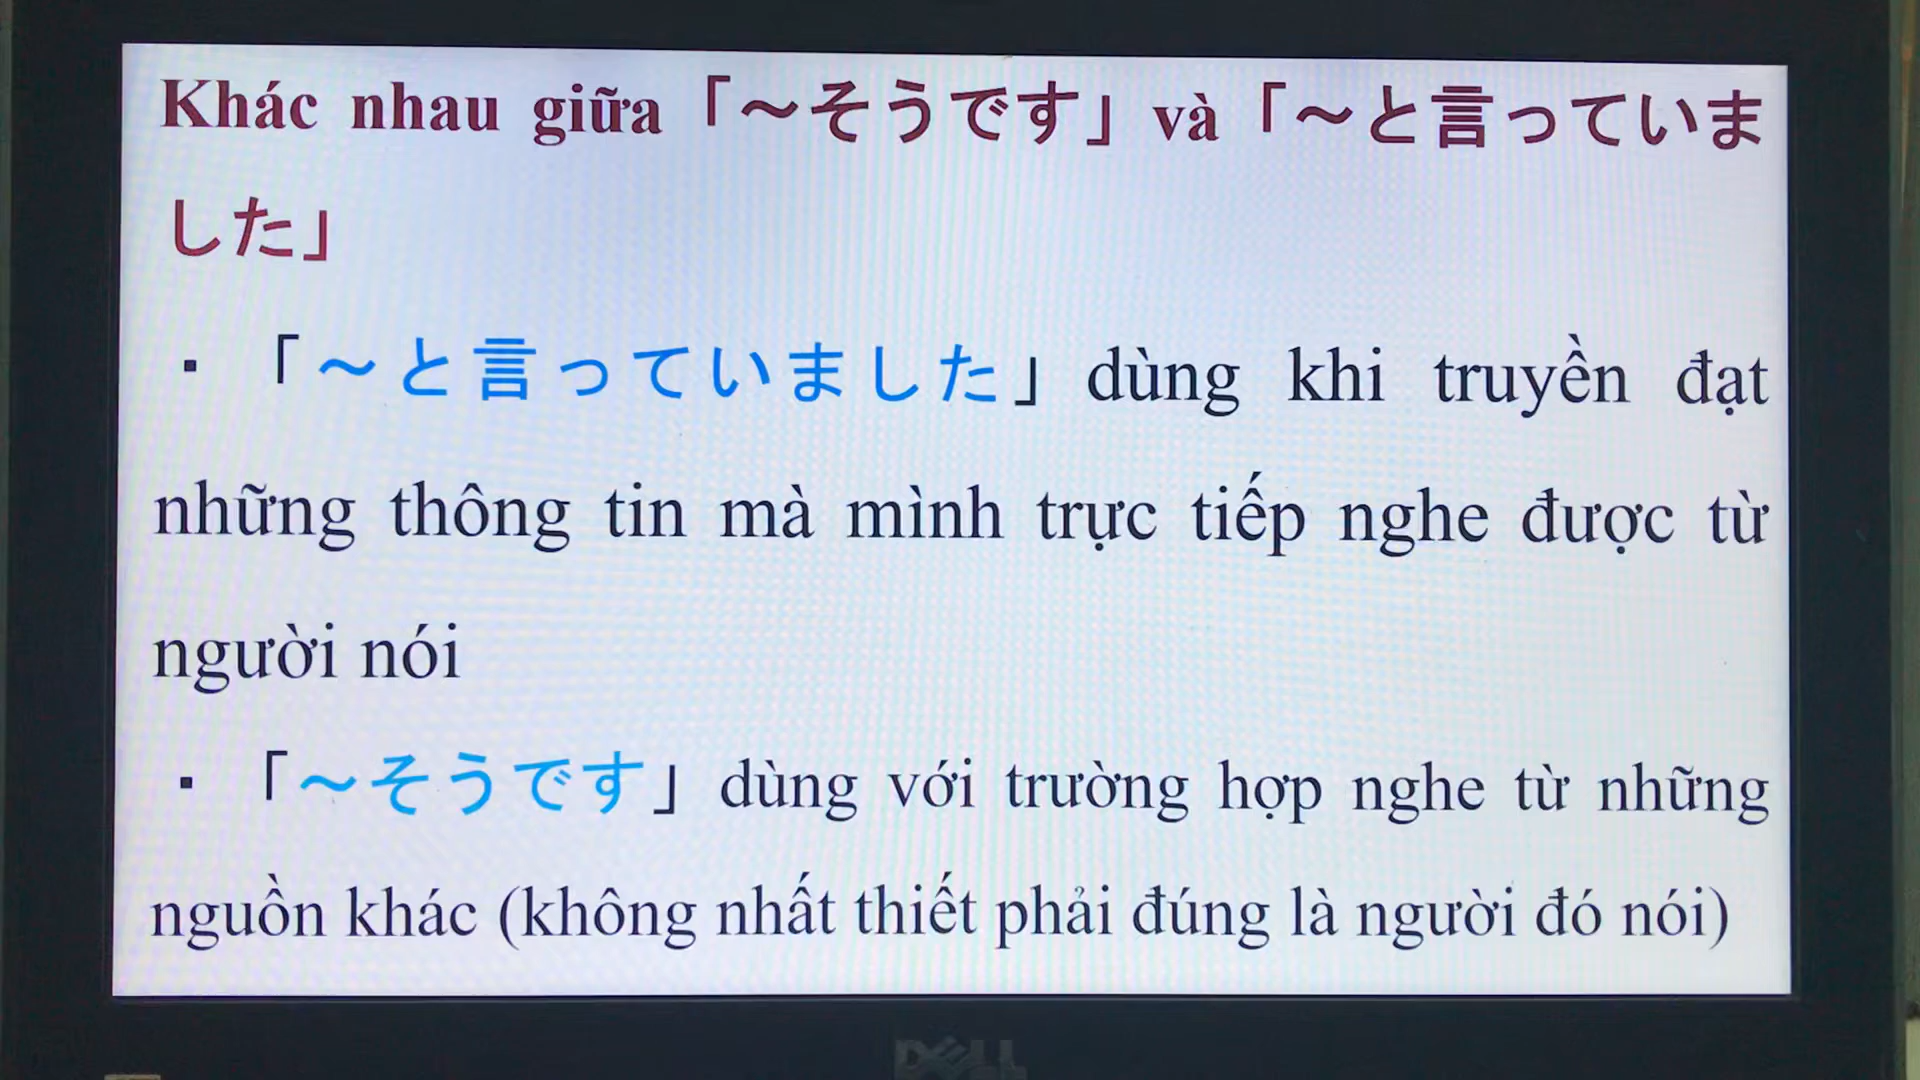 Khác nhau giữa「～そうです」và「～と言っていま
した」
・「～と言っていました」dùng khi truyền đạt
những thông tin mà mình trực tiếp nghe được từ
người nói
・「～そうです」dùng với trường hợp nghe từ những
nguồn khác (không nhất thiết phải đúng là người đó nói)
DELL